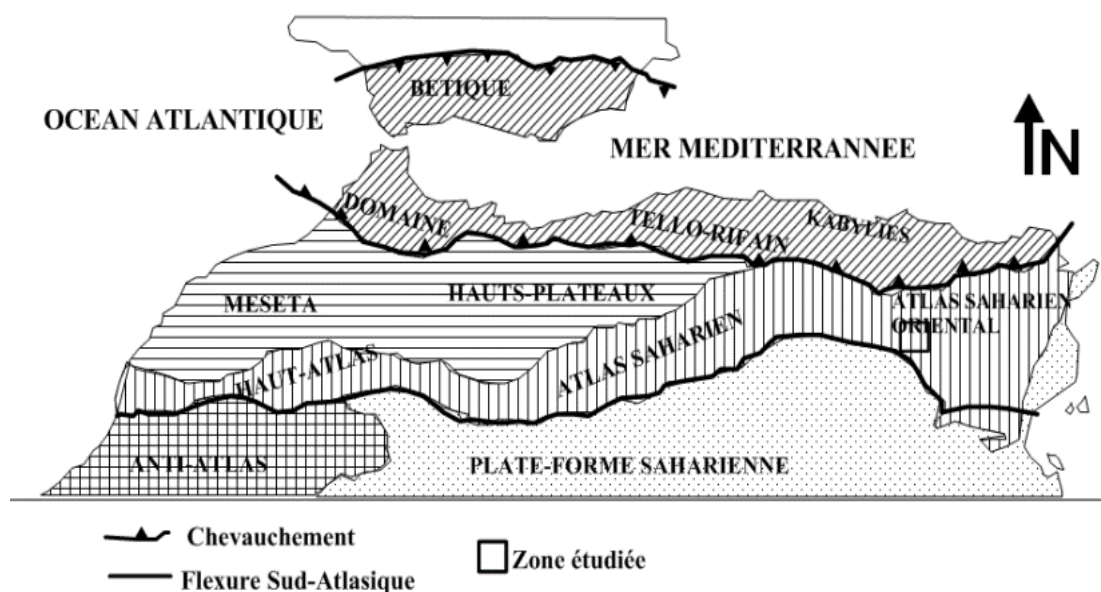 BETIQUE
OCEAN ATLANTIQUE
MER MEDITERRANNEE
N
DOMAINE
TELLO-RIFAIN
KABYLIES
MESETA
HAUTS-PLATEAUX
ATLAS SAHARIEN
ORIENTAL
HAUT-ATLAS
ATLAS SAHARIEN
ANTI-ATLAS
PLATE-FORME SAHARIENNE
Chevauchement
Zone étudiée
Flexure Sud-Atlasique